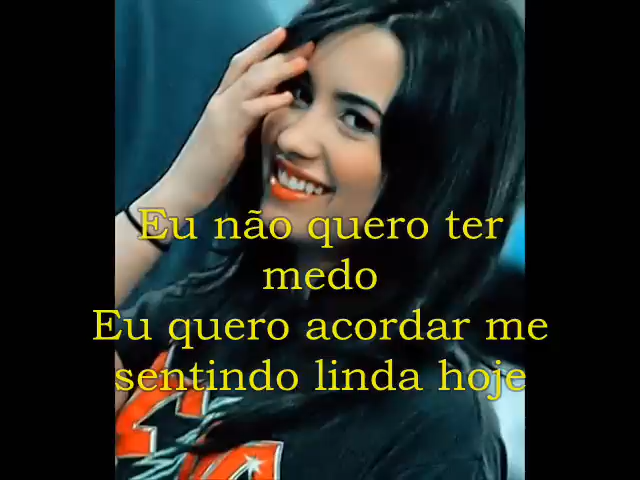 Eu não quero ter
medo
Eu quero acordar me
sentindo linda hoje